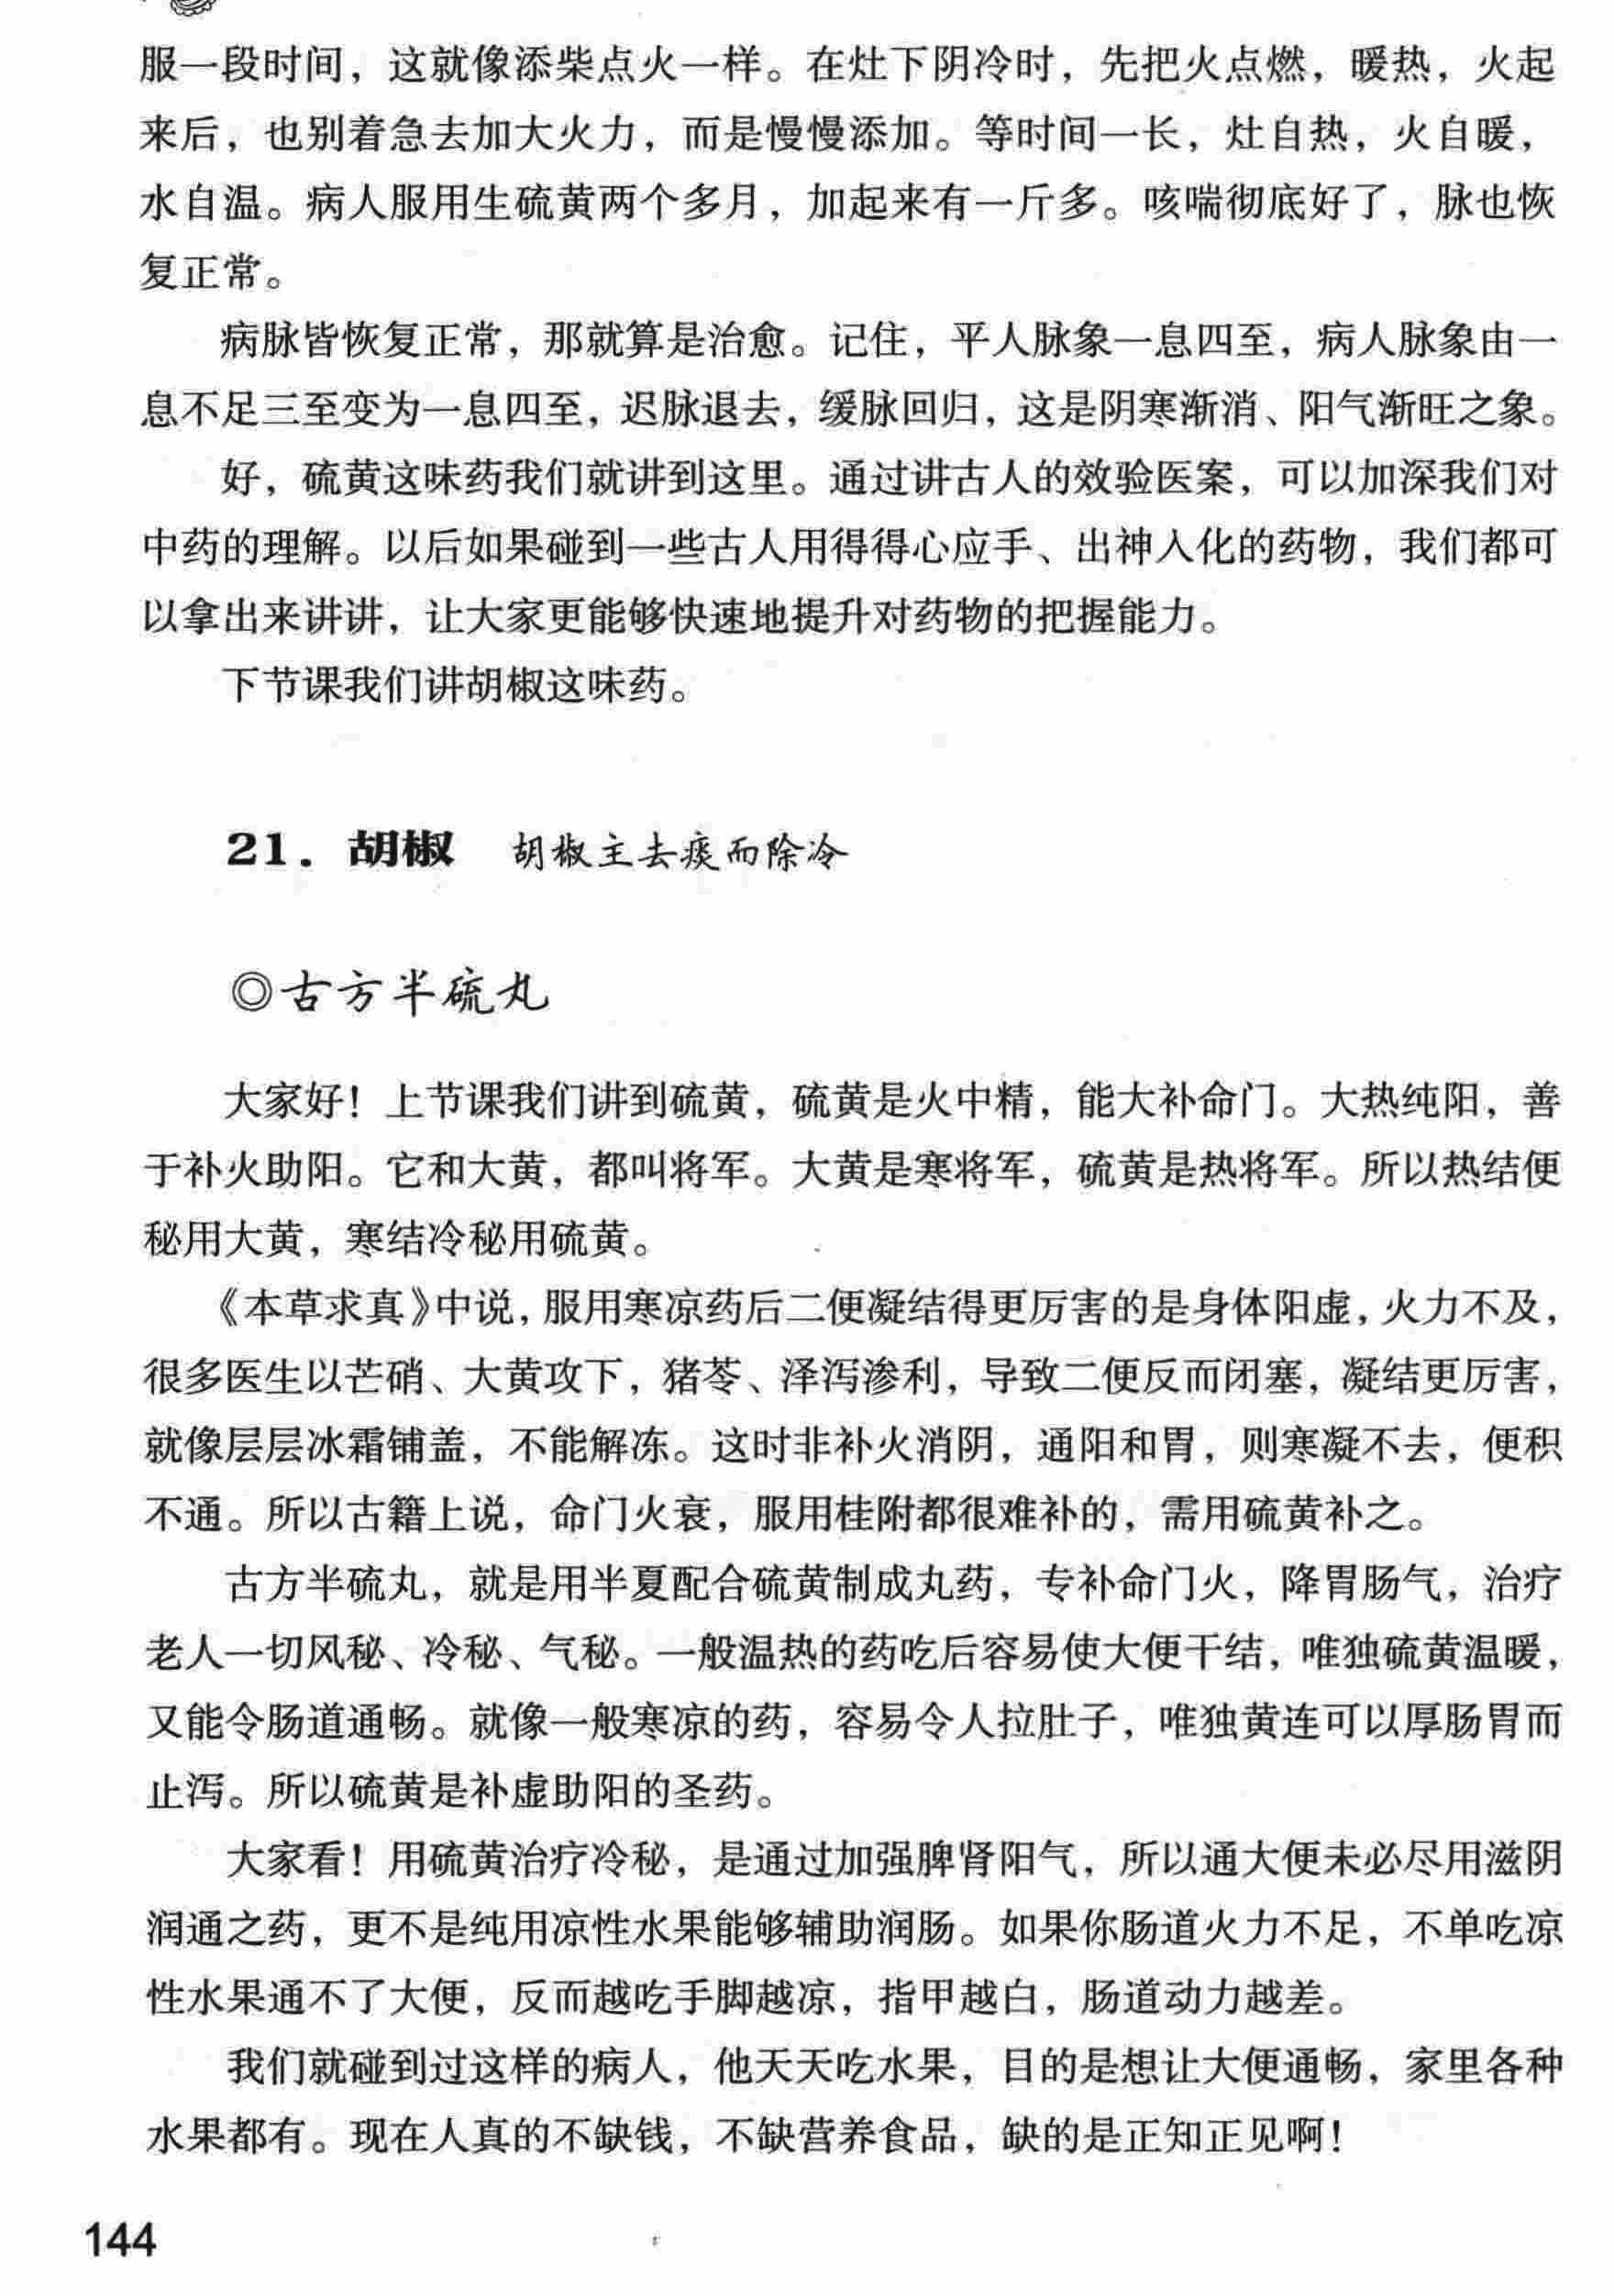 服一段时间，这就像添柴点火一样。在灶下阴冷时，先把火点燃，暖热，火起
来后，也别着急去加大火力，而是慢慢添加。等时间一长，灶自热，火自暖，
水自温。病人服用生硫黄两个多月，加起来有一斤多。咳喘彻底好了，脉也恢
复正常。
病脉皆恢复正常，那就算是治愈。记住，平人脉象一息四至，病人脉象由一
息不足三至变为一息四至，迟脉退去，缓脉回归，这是阴寒渐消、阳气渐旺之象。
好，硫黄这味药我们就讲到这里。通过讲古人的效验医案，可以加深我们对
中药的理解。以后如果碰到一些古人用得得心应手、出神入化的药物，我们都可
以拿出来讲讲，让大家更能够快速地提升对药物的把握能力。
下节课我们讲胡椒这味药。
21．胡椒 胡椒主去痰而除冷
◎古方半硫丸
大家好！上节课我们讲到硫黄，硫黄是火中精，能大补命门。大热纯阳，善
于补火助阳。它和大黄，都叫将军。大黄是寒将军，硫黄是热将军。所以热结便
秘用大黄，寒结冷秘用硫黄。
《本草求真》中说，服用寒凉药后二便凝结得更厉害的是身体阳虚，火力不及，
很多医生以芒硝、大黄攻下，猪苓、泽泻渗利，导致二便反而闭塞，凝结更厉害，
就像层层冰霜铺盖，不能解冻。这时非补火消阴，通阳和胃，则寒凝不去，便积
不通。所以古籍上说，命门火衰，服用桂附都很难补的，需用硫黄补之。
古方半硫丸，就是用半夏配合硫黄制成丸药，专补命门火，降胃肠气，治疗
老人一切风秘、冷秘、气秘。一般温热的药吃后容易使大便干结，唯独硫黄温暖，
又能令肠道通畅。就像一般寒凉的药，容易令人拉肚子，唯独黄连可以厚肠胃而
止泻。所以硫黄是补虚助阳的圣药。
大家看！用硫黄治疗冷秘，是通过加强脾肾阳气，所以通大便未必尽用滋阴
润通之药，更不是纯用凉性水果能够辅助润肠。如果你肠道火力不足，不单吃凉
性水果通不了大便，反而越吃手脚越凉，指甲越白，肠道动力越差。
我们就碰到过这样的病人，他天天吃水果，目的是想让大便通畅，家里各种
水果都有。现在人真的不缺钱，不缺营养食品，缺的是正知正见啊！
144